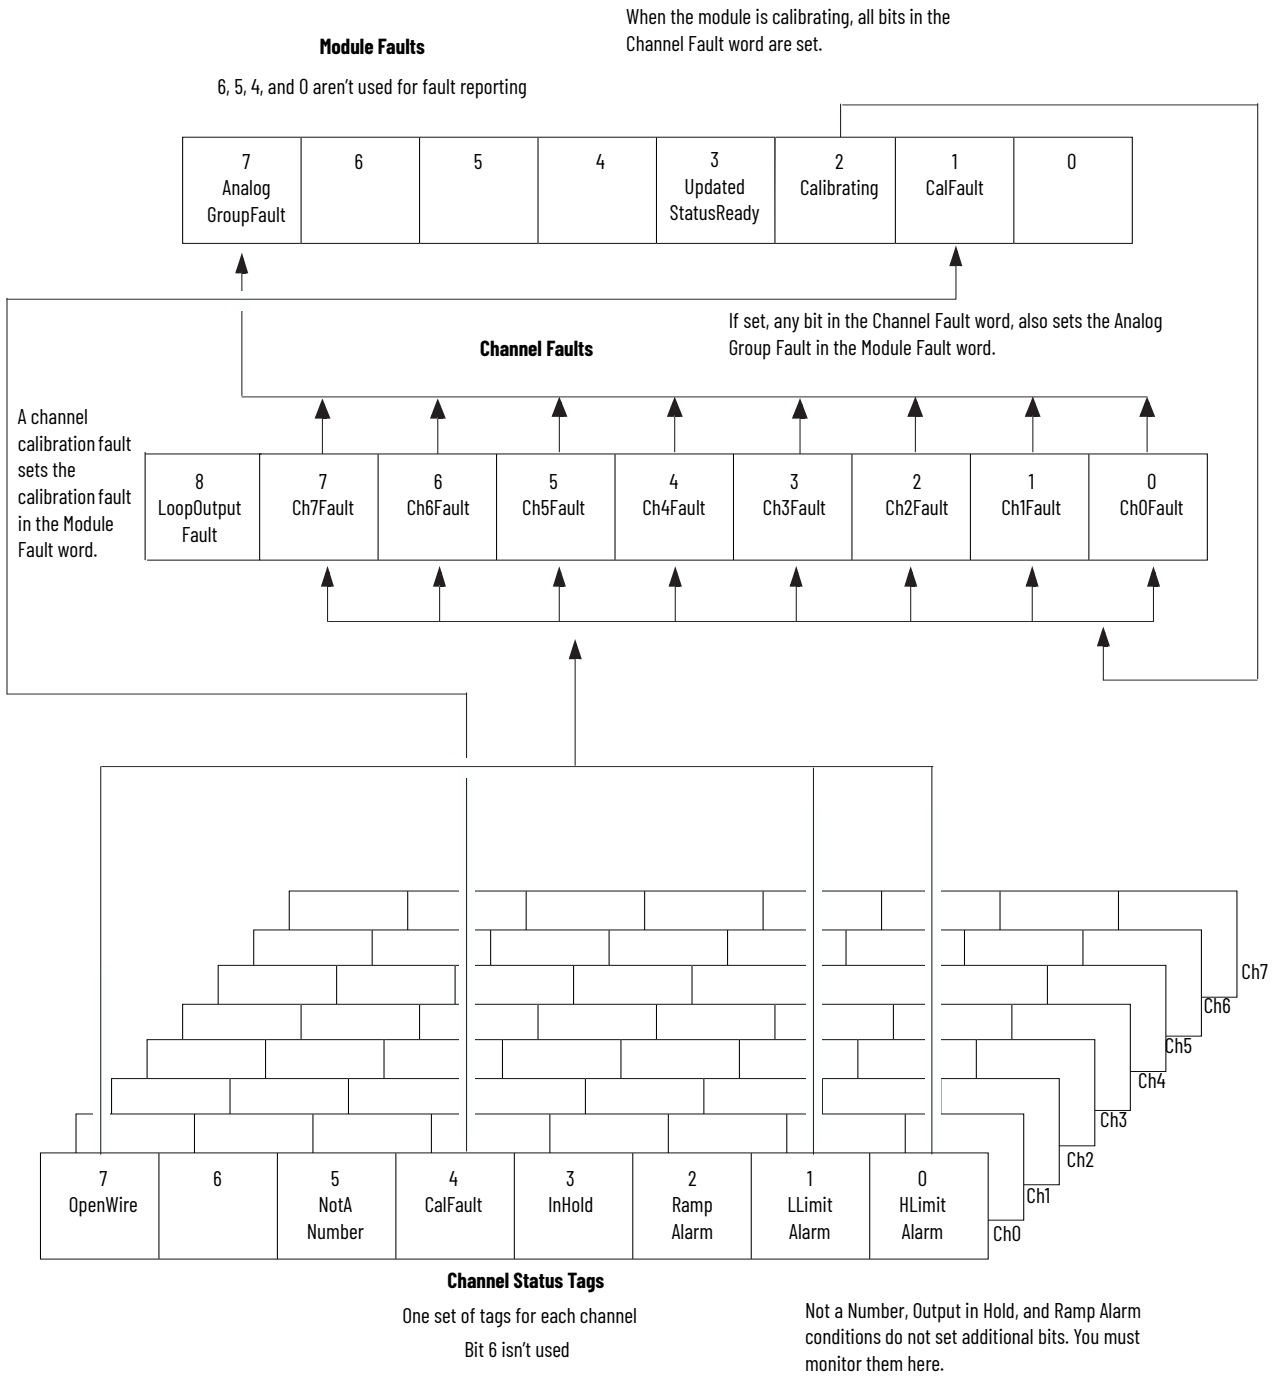 When the module is calibrating, all bits in the
Channel Fault word are set.
Module Faults
6, 5, 4, and 0 aren't used for fault reporting
7
Analog
GroupFault
6
5
4
3
Updated
StatusReady
2
Calibrating
1
CalFault
0
If set, any bit in the Channel Fault word, also sets the Analog
Group Fault in the Module Fault word.
Channel Faults
A channel
calibration fault
sets the
calibration fault
in the Module
Fault word.
8
LoopOutput
Fault
7
Ch7Fault
6
Ch6Fault
5
Ch5Fault
4
Ch4Fault
3
Ch3Fault
2
Ch2Fault
1
Ch1Fault
0
Ch0Fault
Ch7
Ch6
Ch5
Ch4
Ch3
Ch2
Ch1
Ch0
7
OpenWire
6
5
NotA
Number
4
CalFault
3
InHold
2
Ramp
Alarm
1
LLimit
Alarm
0
HLimit
Alarm
Channel Status Tags
One set of tags for each channel
Bit 6 isn't used
Not a Number, Output in Hold, and Ramp Alarm
conditions do not set additional bits. You must
monitor them here.